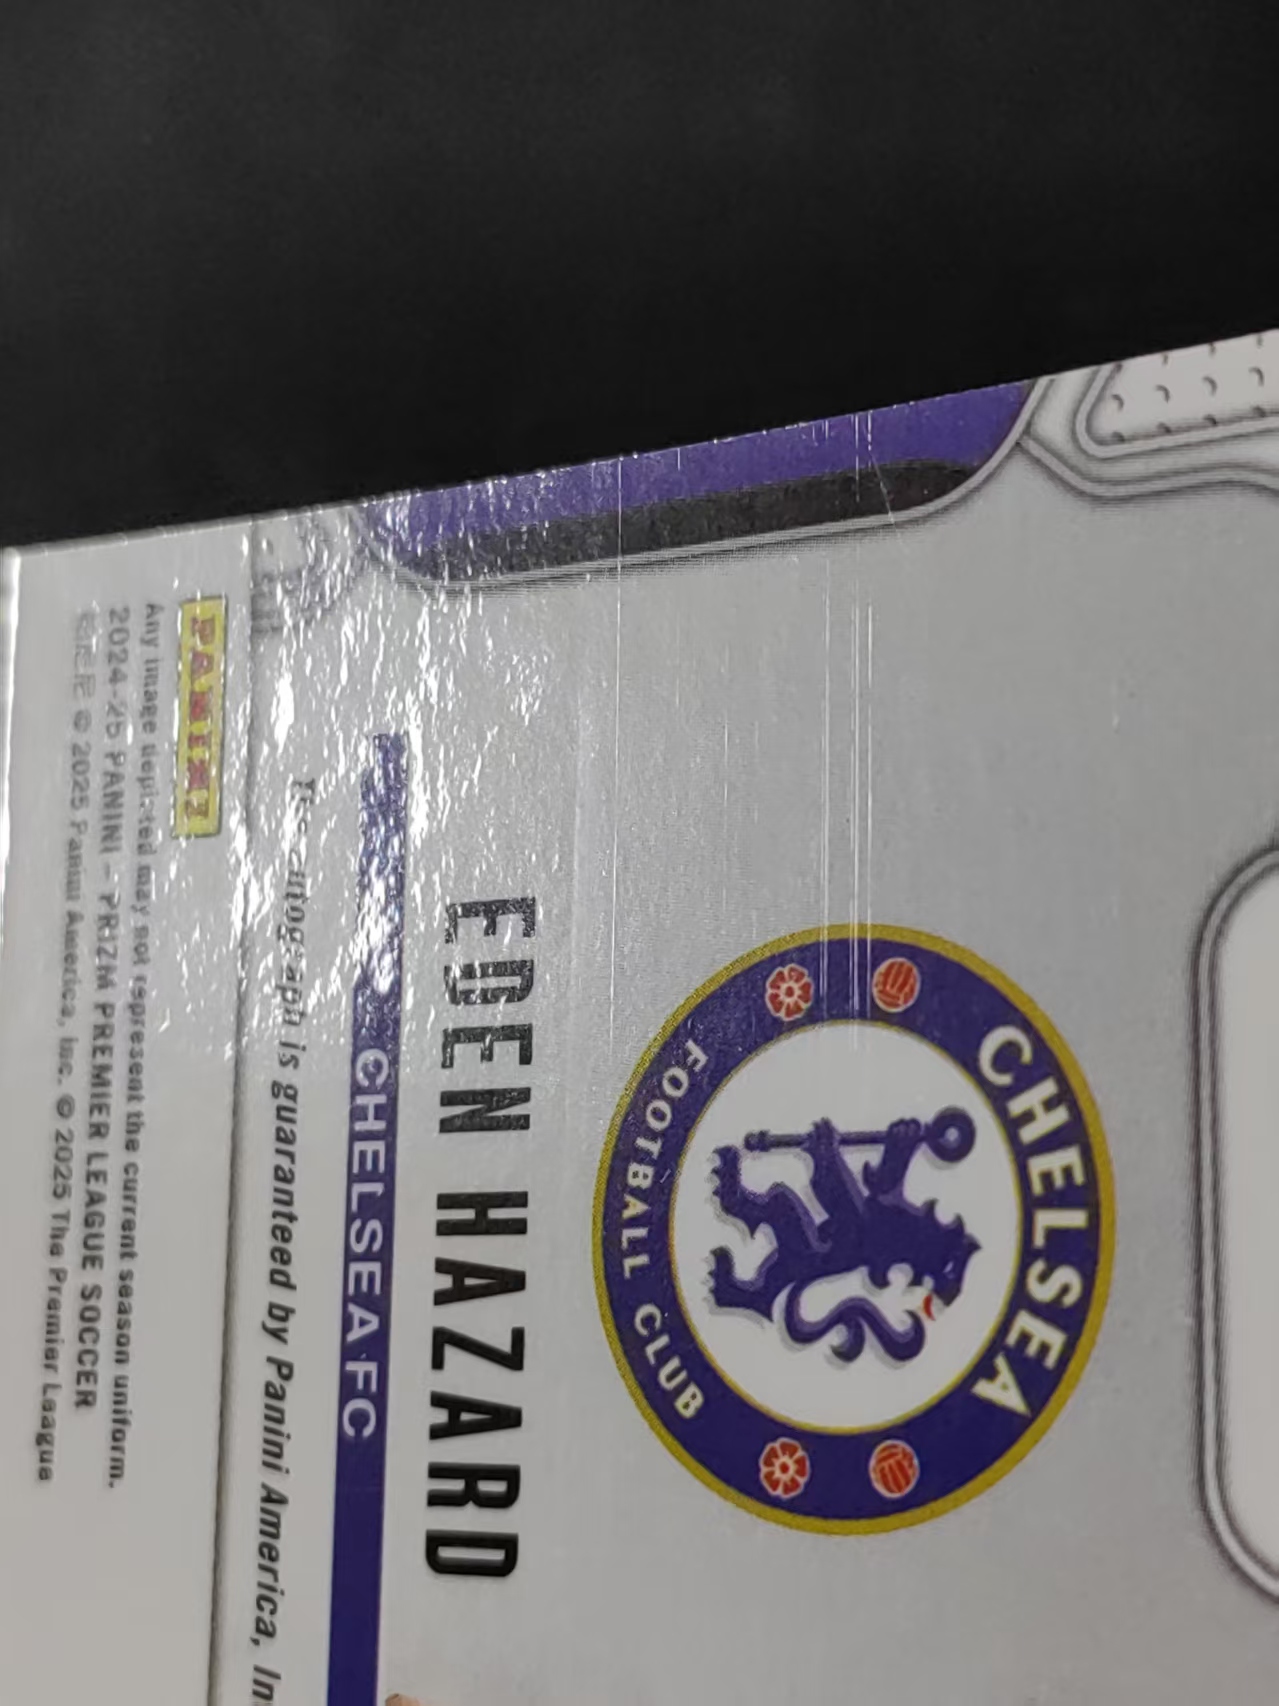 CHELSEA
FOOTBALL CLUB
EDEN HAZARD
CHELSEA FC
autograph is guaranteed by Panini America,
PANINI
Any image depicted may not represent the current season uniform.
2024-25 PANINI – PRIZM PREMIER LEAGUE SOCCER
© 2025 Panini America, Inc. © 2025 The Premier League